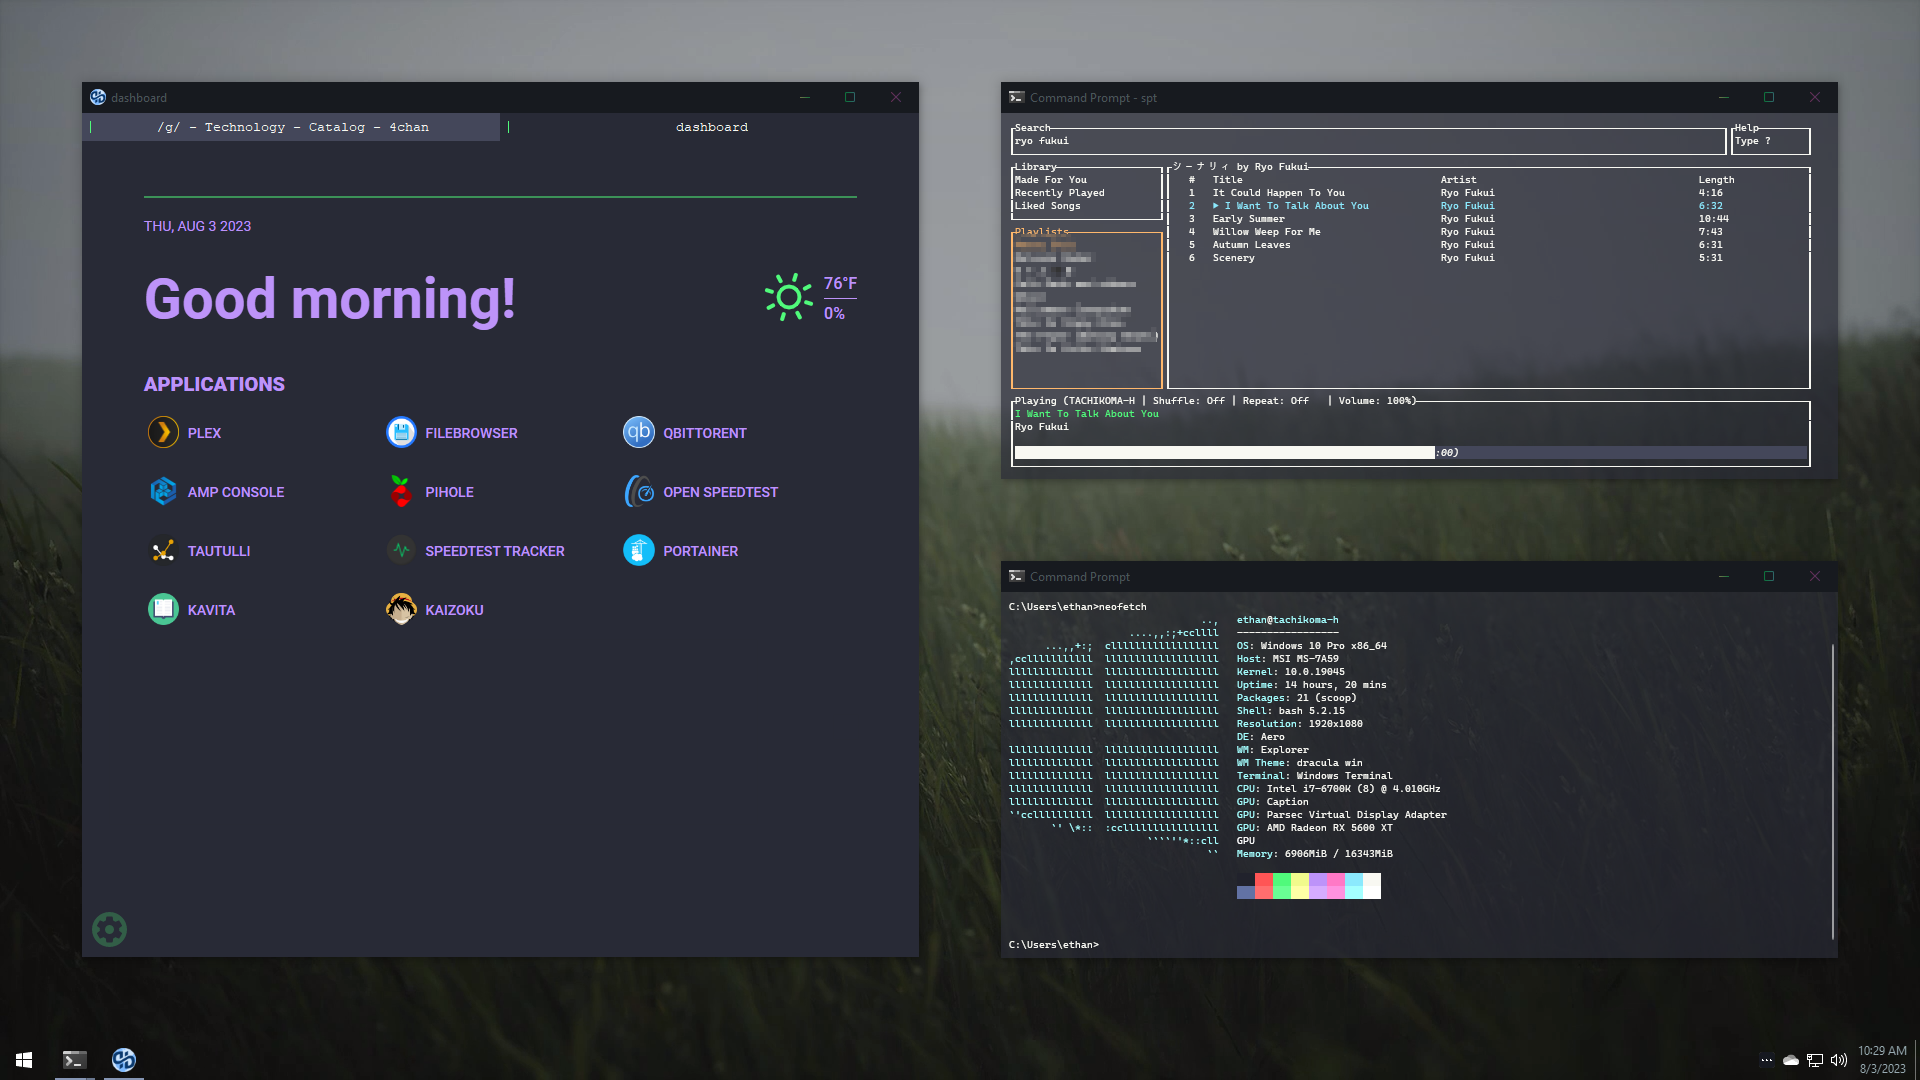 dashboard
/g/ - Technology - Catalog - 4chan
dashboard
THU, AUG 3 2023
Good morning!
76°F
0%
APPLICATIONS
PLEX
FILEBROWSER
qb QBITTORENT
AMP CONSOLE
PIHOLE
OPEN SPEEDTEST
TAUTULLI
SPEEDTEST TRACKER
PORTAINER
KAVITA
KAIZOKU
Command Prompt - spt
Search
ryo fukui
Help
Type ?
Library
Made For You
Recently Played
Liked Songs
Playlists
シーナリィ by Ryo Fukui
# Title Artist Length
1 It Could Happen To You Ryo Fukui 4:16
2 ▶ I Want To Talk About You Ryo Fukui 6:32
3 Early Summer Ryo Fukui 10:44
4 Willow Weep For Me Ryo Fukui 7:43
5 Autumn Leaves Ryo Fukui 6:31
6 Scenery Ryo Fukui 5:31
Playing (TACHIKOMA-H | Shuffle: Off | Repeat: Off | Volume: 100%)
I Want To Talk About You
Ryo Fukui
:00)
Command Prompt
C:\Users\ethan>neofetch
ethan@tachikoma-h
-----------------
OS: Windows 10 Pro x86_64
Host: MSI MS-7A59
Kernel: 10.0.19045
Uptime: 14 hours, 20 mins
Packages: 21 (scoop)
Shell: bash 5.2.15
Resolution: 1920x1080
DE: Aero
WM: Explorer
WM Theme: dracula win
Terminal: Windows Terminal
CPU: Intel i7-6700K (8) @ 4.010GHz
GPU: Caption
GPU: Parsec Virtual Display Adapter
GPU: AMD Radeon RX 5600 XT
GPU
Memory: 6906MiB / 16343MiB
C:\Users\ethan>
10:29 AM
8/3/2023